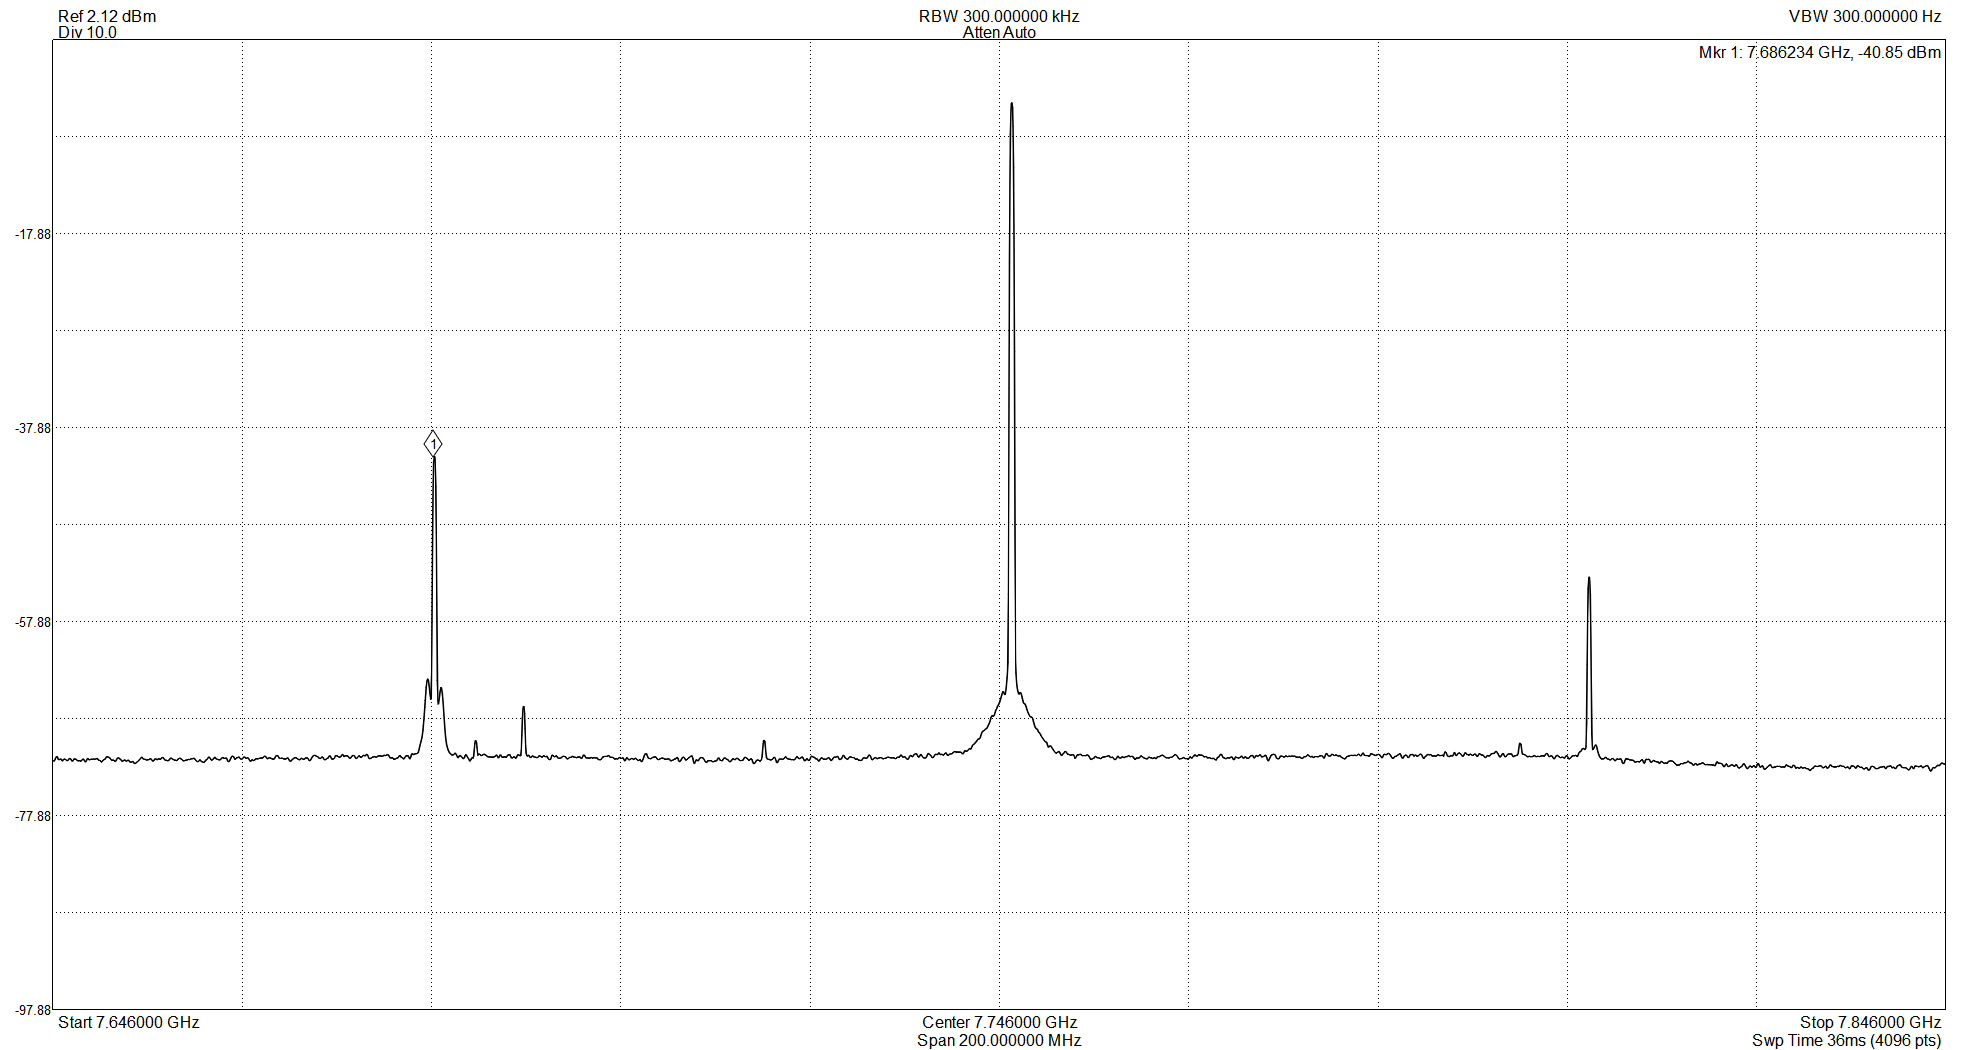 Ref 2.12 dBm
RBW 300.000000 kHz
VBW 300.000000 Hz
Div 10.0
Atten Auto
Mkr 1: 7.686234 GHz, -40.85 dBm
-17.88
-37.88
1
-57.88
-77.88
-97.88
Start 7.646000 GHz
Center 7.746000 GHz
Stop 7.846000 GHz
Span 200.000000 MHz
Swp Time 36ms (4096 pts)